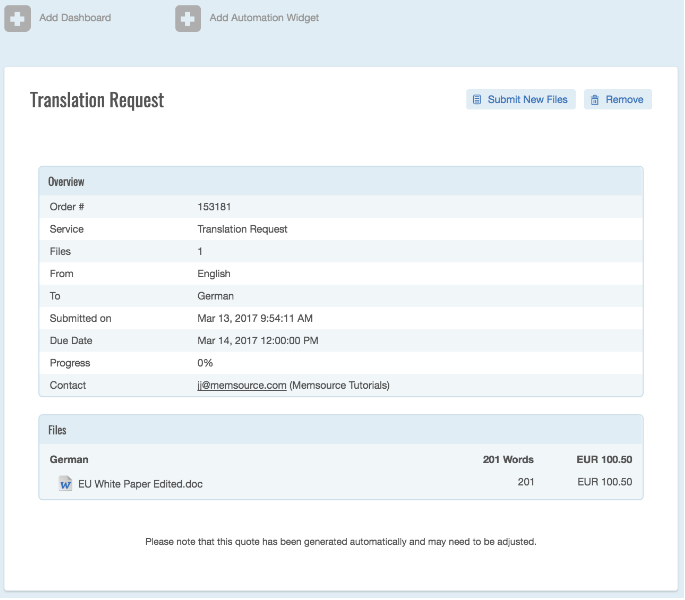 Add Dashboard Add Automation Widget
Translation Request Submit New Files Remove
Overview
Order # 153181
Service Translation Request
Files 1
From English
To German
Submitted on Mar 13, 2017 9:54:11 AM
Due Date Mar 14, 2017 12:00:00 PM
Progress 0%
Contact jj@memsource.com (Memsource Tutorials)
Files
German 201 Words EUR 100.50
W EU White Paper Edited.doc 201 EUR 100.50
Please note that this quote has been generated automatically and may need to be adjusted.